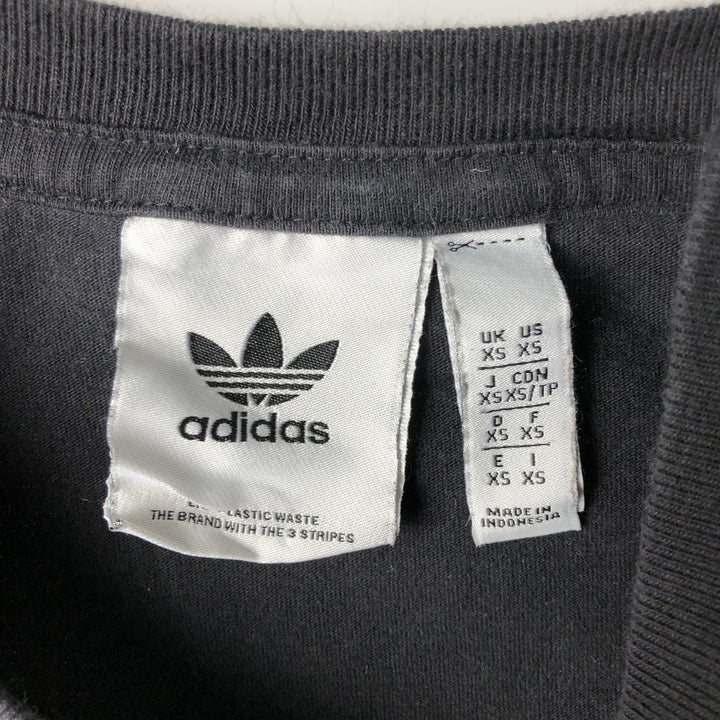 adidas
PLASTIC WASTE
THE BRAND WITH THE 3 STRIPES
UK US
XS XS
J CDN
XS XS/TP
D F
XS XS
E I
XS XS
MADE IN
INDONESIA